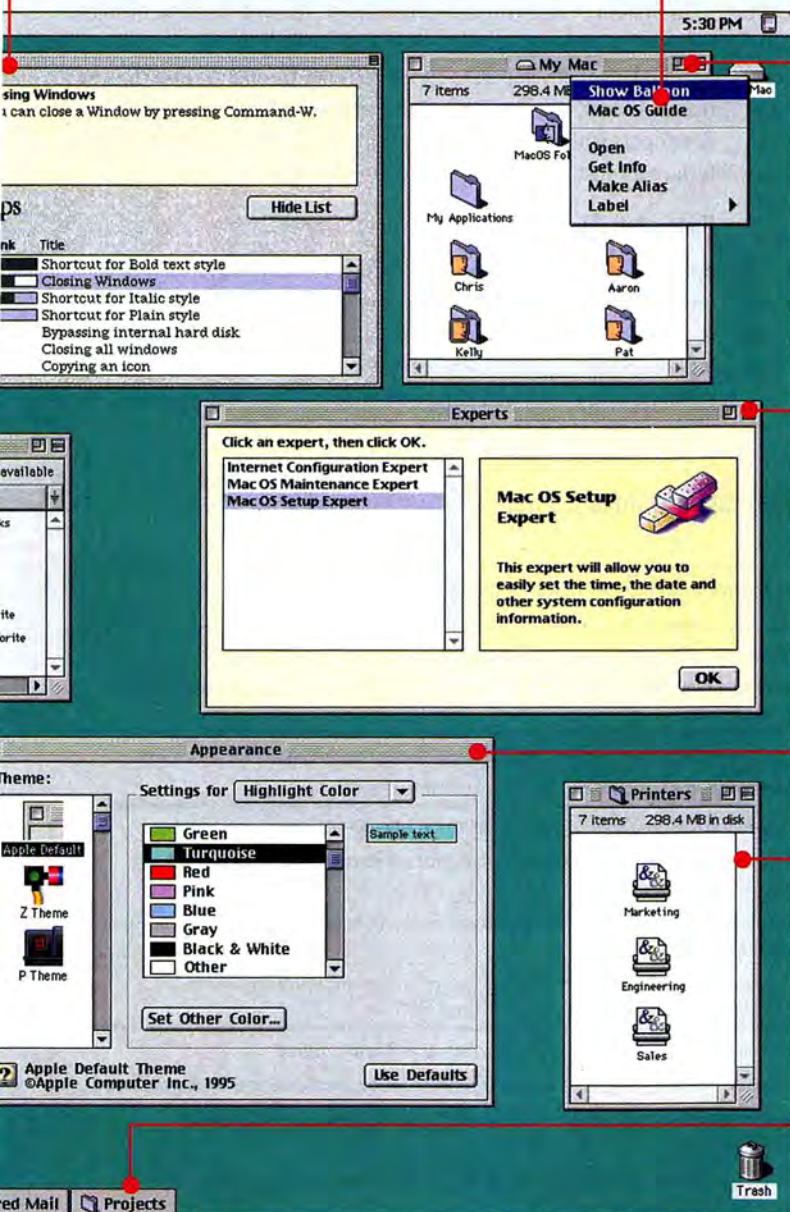 5:30 PM
sing Windows
can close a Window by pressing Command-W.
ps
Hide List
nk Title
Shortcut for Bold text style
Closing Windows
Shortcut for Italic style
Shortcut for Plain style
Bypassing internal hard disk
Closing all windows
Copying an icon
My Mac
7 items 298.4 MB
MacOS Fol
My Applications
Chris
Aaron
Kelly
Pat
Show Balloon
Mac OS Guide
Open
Get Info
Make Alias
Label
Mac
available
ks
ite
orite
Experts
Click an expert, then click OK.
Internet Configuration Expert
Mac OS Maintenance Expert
Mac OS Setup Expert
Mac OS Setup
Expert
This expert will allow you to
easily set the time, the date and
other system configuration
information.
OK
Appearance
Theme:
Apple Default
Z Theme
P Theme
Settings for Highlight Color
Green
Turquoise
Red
Pink
Blue
Gray
Black & White
Other
Sample text
Set Other Color...
? Apple Default Theme
©Apple Computer Inc., 1995
Use Defaults
Printers
7 items 298.4 MB in disk
Marketing
Engineering
Sales
Trash
red Mail
Projects